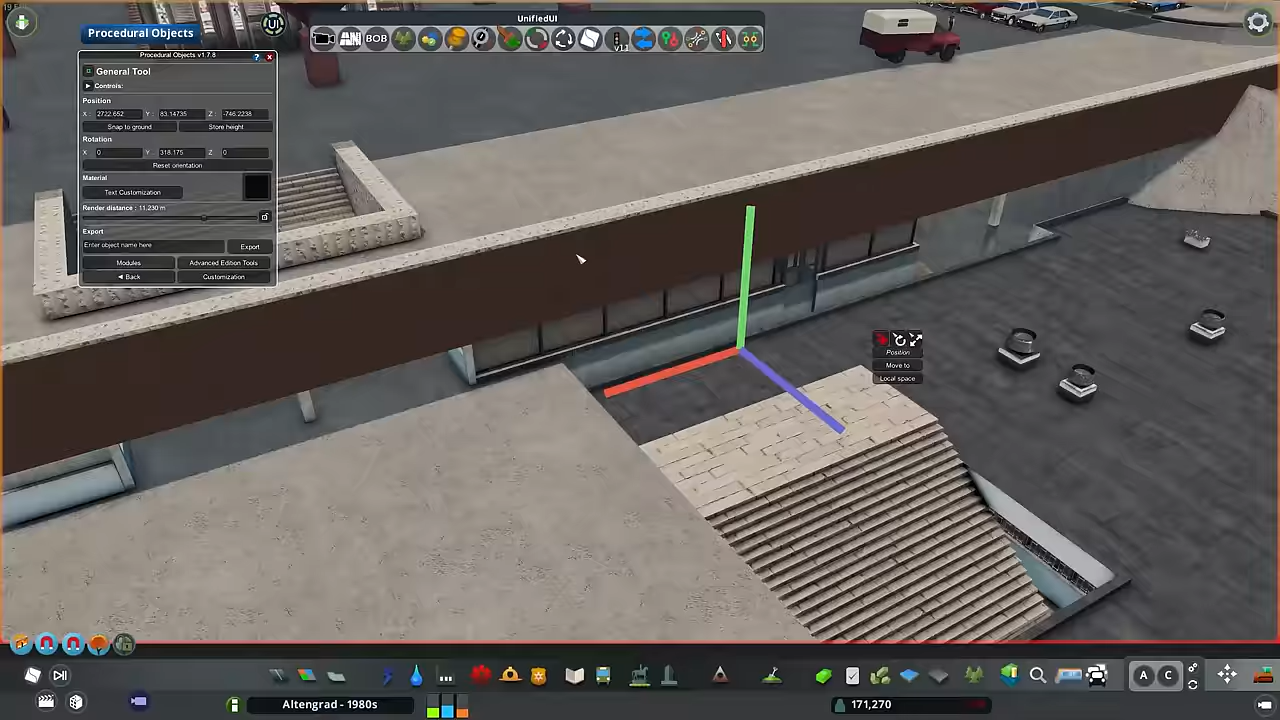 UnifiedUI
Procedural Objects
UI
BOB
v1.1
Procedural Objects v1.7.8
?
General Tool
Controls:
Position
X : 2722.652 Y : 83.14735 Z : -746.2238
Snap to ground Store height
Rotation
X : 0 Y : 318.175 Z : 0
Reset orientation
Material
Text Customization
Render distance : 11.230 m
Export
Enter object name here Export
Modules Advanced Edition Tools
◄ Back Customization
Position
Move to
Local space
A C
Altengrad - 1980s
171,270